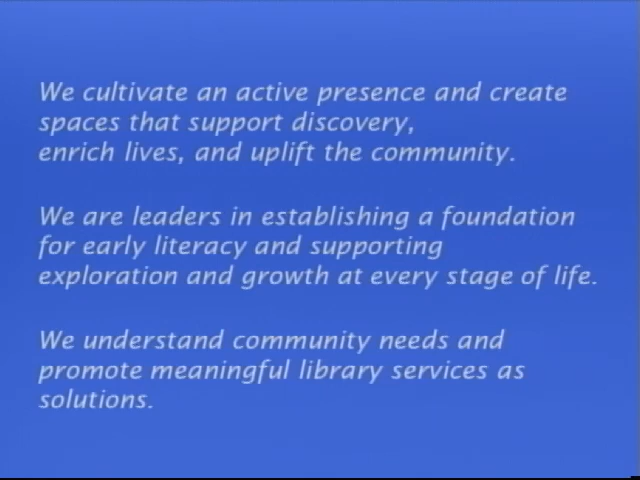 We cultivate an active presence and create
spaces that support discovery,
enrich lives, and uplift the community.
We are leaders in establishing a foundation
for early literacy and supporting
exploration and growth at every stage of life.
We understand community needs and
promote meaningful library services as
solutions.